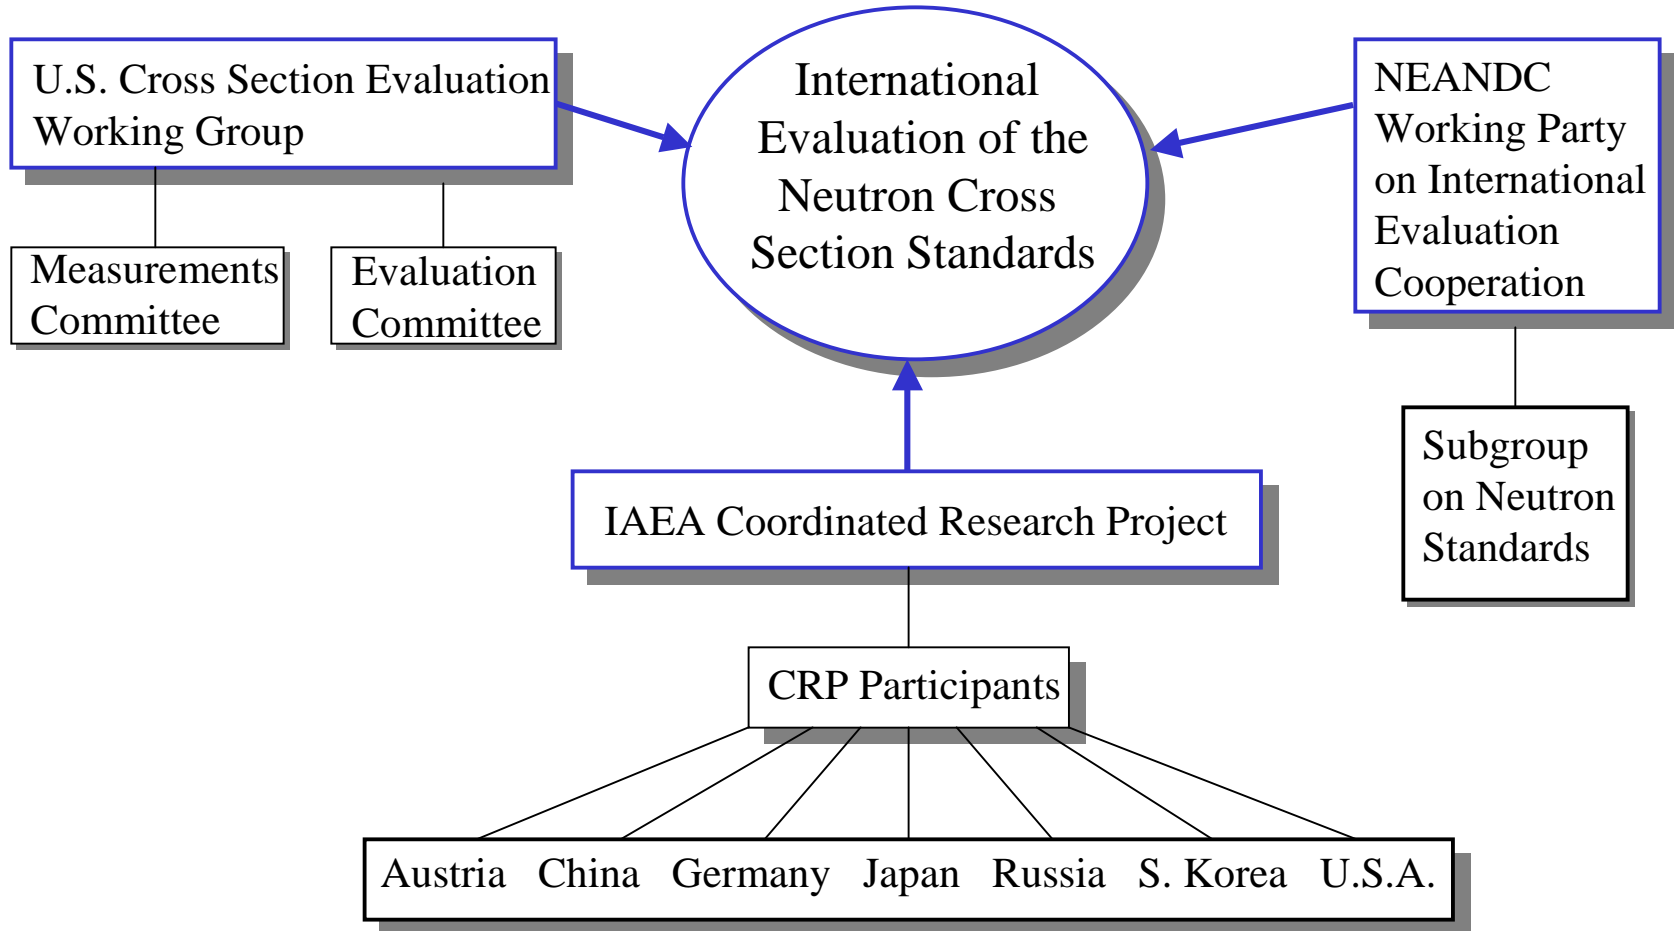 U.S. Cross Section Evaluation
Working Group
Measurements
Committee
Evaluation
Committee
International
Evaluation of the
Neutron Cross
Section Standards
NEANDC
Working Party
on International
Evaluation
Cooperation
Subgroup
on Neutron
Standards
IAEA Coordinated Research Project
CRP Participants
Austria China Germany Japan Russia S. Korea U.S.A.